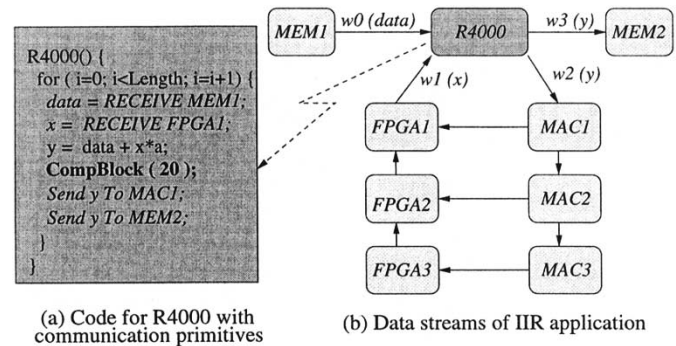 R4000() {
for ( i=0; i<Length; i=i+1) {
data = RECEIVE MEM1;
x = RECEIVE FPGA1;
y = data + x*a;
CompBlock ( 20 );
Send y To MAC1;
Send y To MEM2;
}
}
(a) Code for R4000 with
communication primitives
MEM1 w0 (data) R4000 w3 (y) MEM2
w1 (x) w2 (y)
FPGA1 MAC1
FPGA2 MAC2
FPGA3 MAC3
(b) Data streams of IIR application